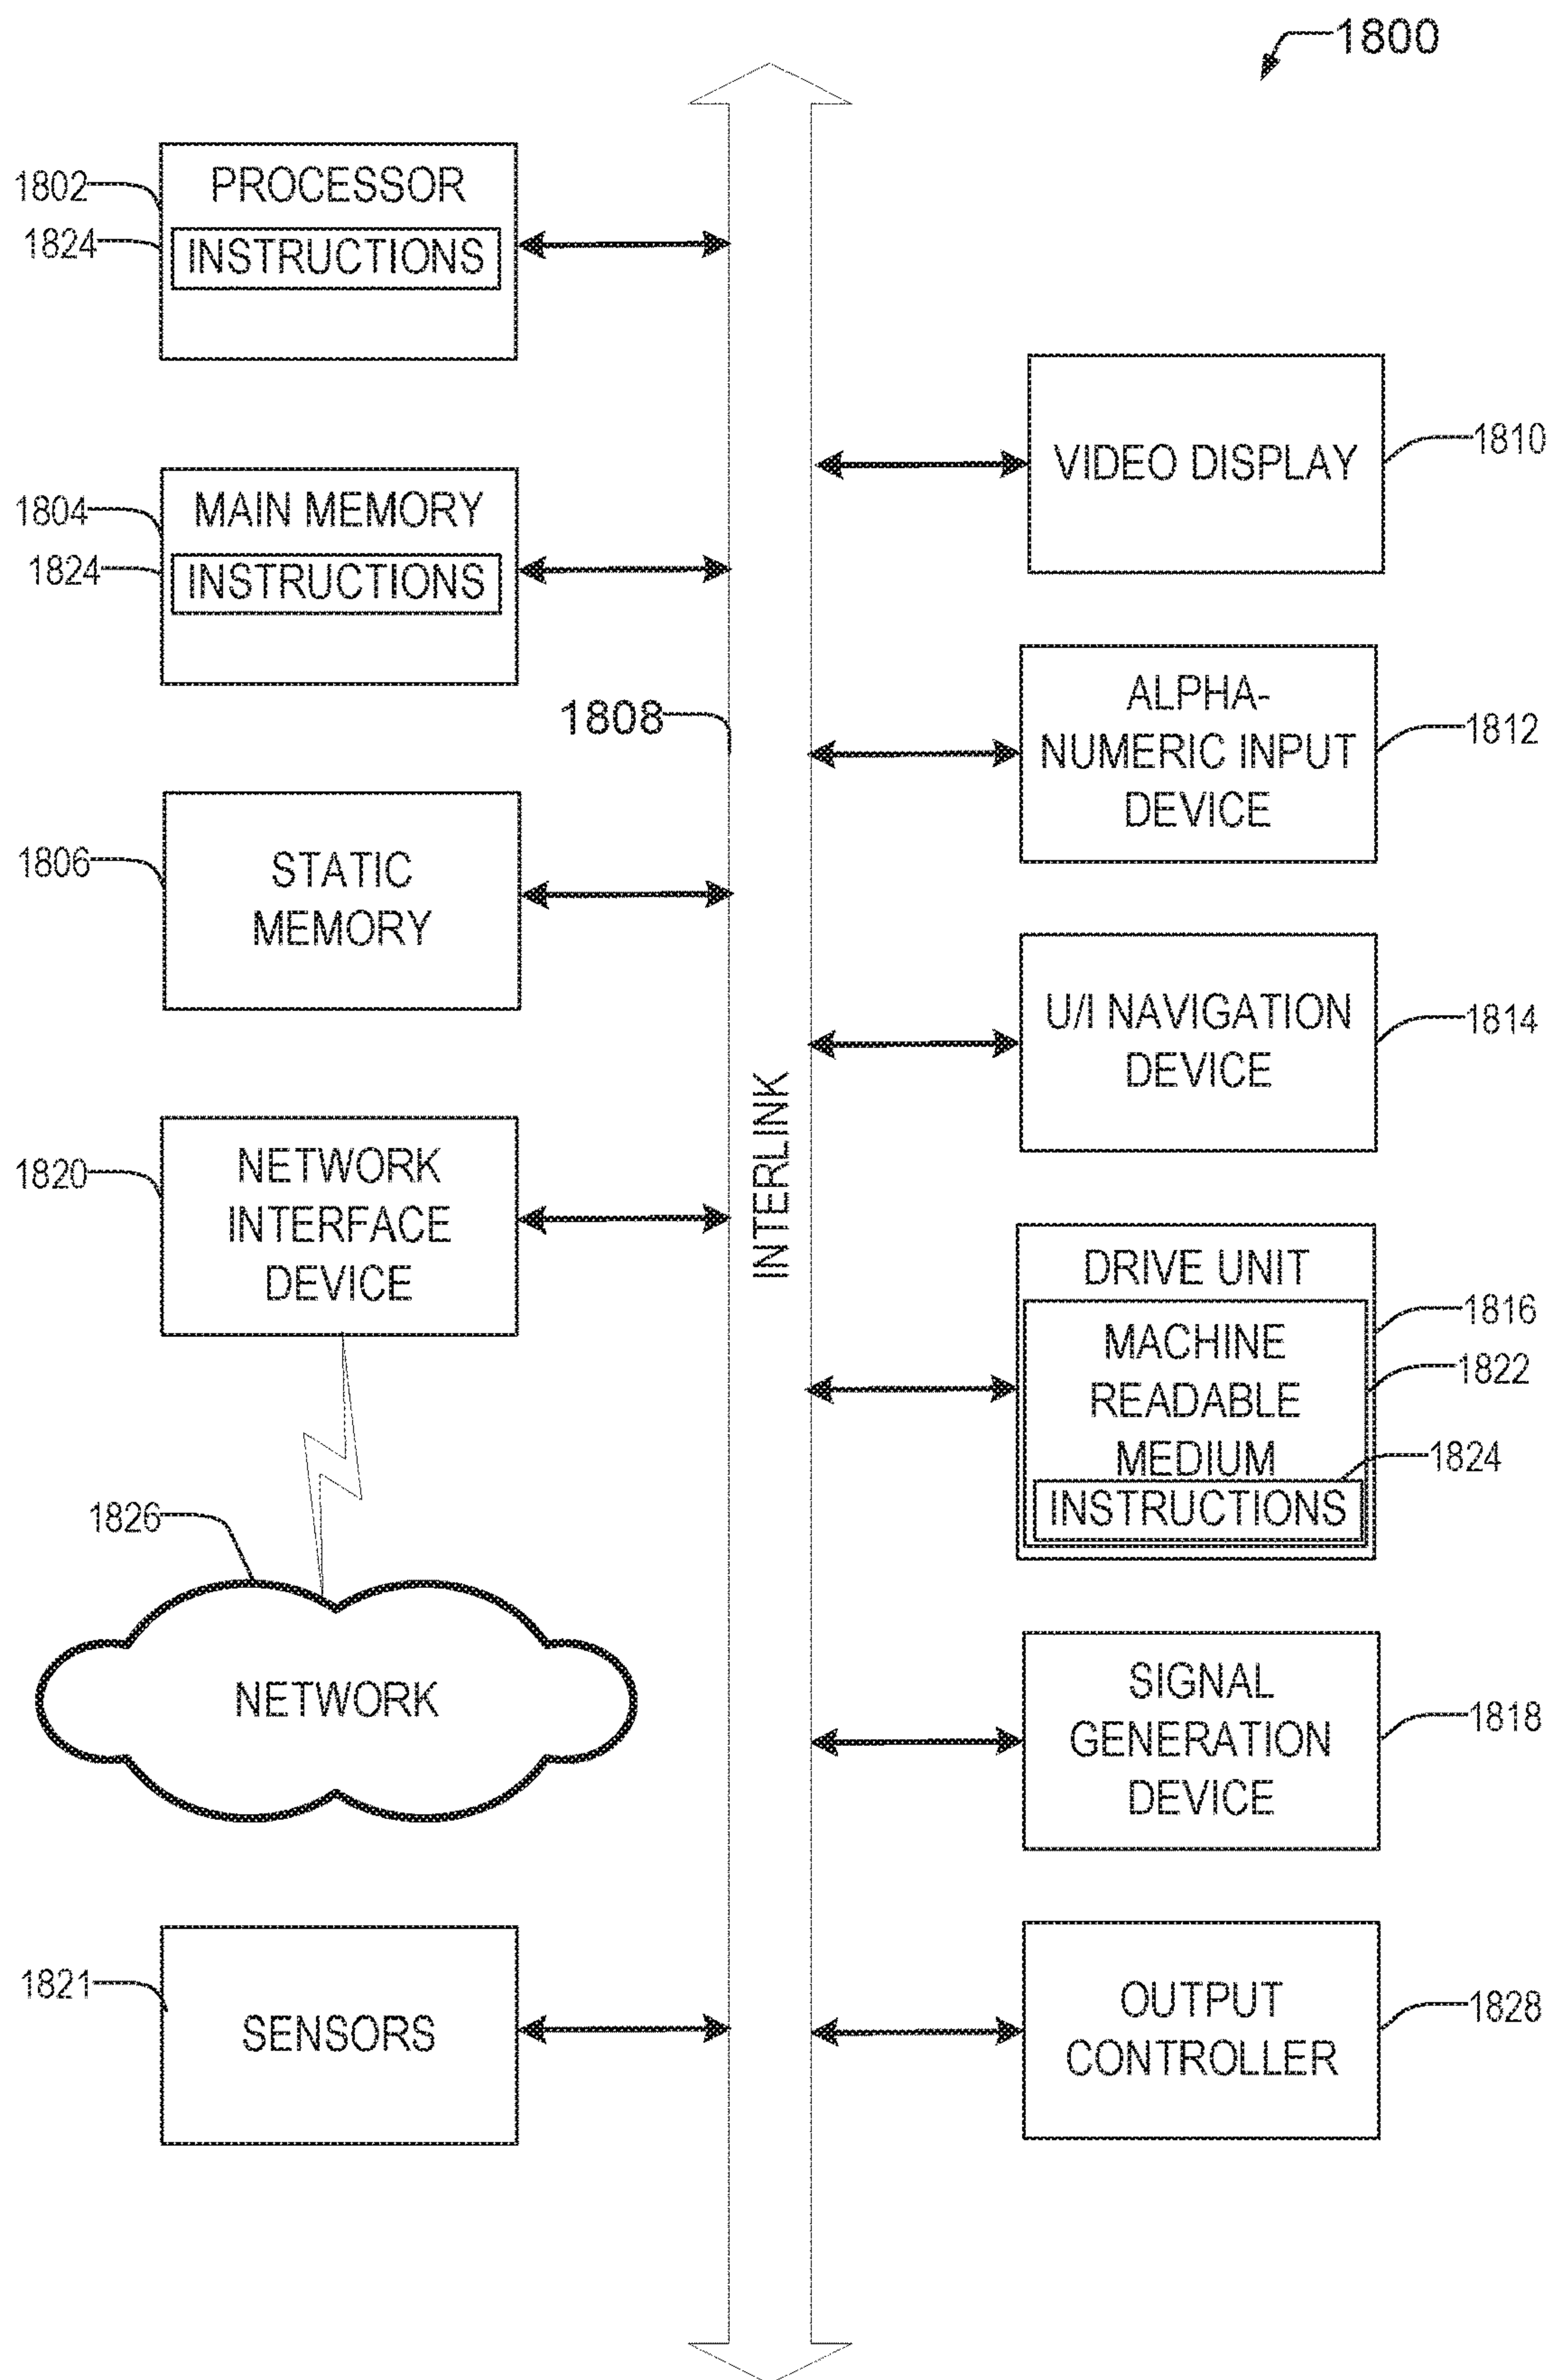 1800
1802
PROCESSOR
1824
INSTRUCTIONS
1804
MAIN MEMORY
1824
INSTRUCTIONS
1808
1806
STATIC
MEMORY
1820
NETWORK
INTERFACE
DEVICE
1826
NETWORK
1821
SENSORS
INTERLINK
VIDEO DISPLAY
1810
ALPHA-
NUMERIC INPUT
DEVICE
1812
U/I NAVIGATION
DEVICE
1814
DRIVE UNIT
1816
MACHINE
READABLE
MEDIUM
1822
1824
INSTRUCTIONS
SIGNAL
GENERATION
DEVICE
1818
OUTPUT
CONTROLLER
1828